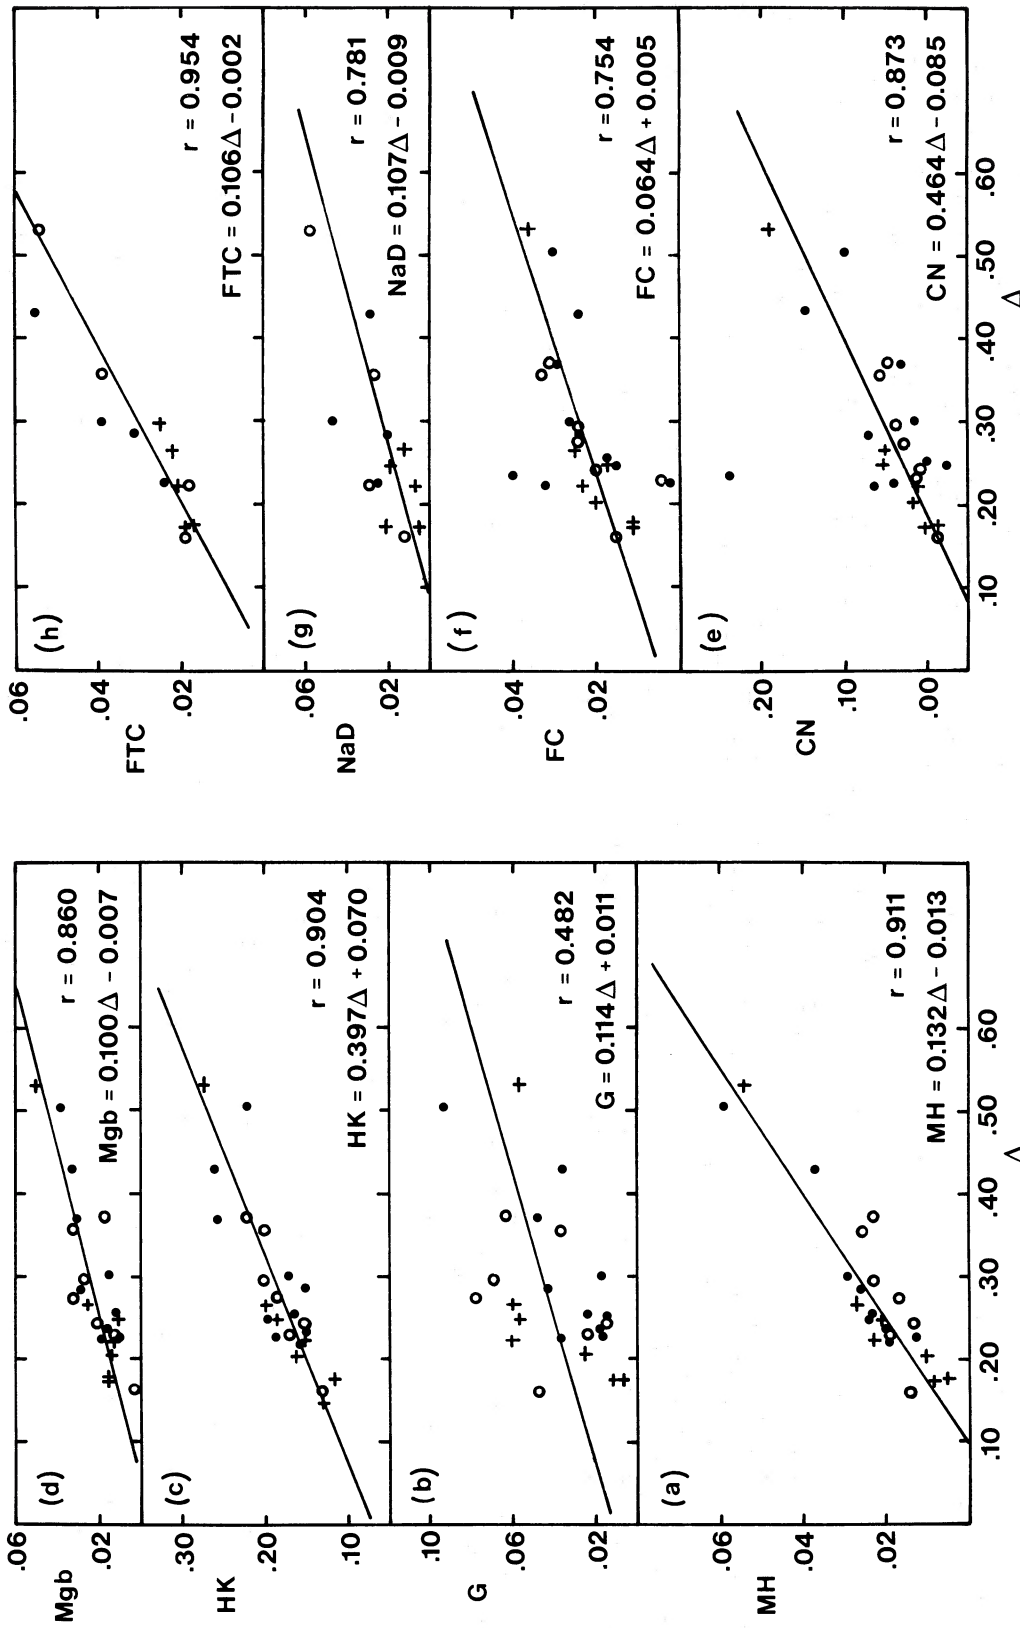 .06
.02
Mgb
(d)
r = 0.860
Mgb = 0.100Δ - 0.007
.30
.20
.10
HK
(c)
r = 0.904
HK = 0.397Δ + 0.070
.10
.06
.02
G
(b)
r = 0.482
G = 0.114Δ + 0.011
.06
.04
.02
MH
(a)
r = 0.911
MH = 0.132Δ - 0.013
.10
.20
.30
.40
.50
.60
Δ
.06
.04
.02
FTC
(h)
r = 0.954
FTC = 0.106Δ - 0.002
.06
.02
NaD
(g)
r = 0.781
NaD = 0.107Δ - 0.009
.04
.02
FC
(f)
r = 0.754
FC = 0.064Δ + 0.005
.20
.10
.00
CN
(e)
r = 0.873
CN = 0.464Δ - 0.085
.10
.20
.30
.40
.50
.60
Δ